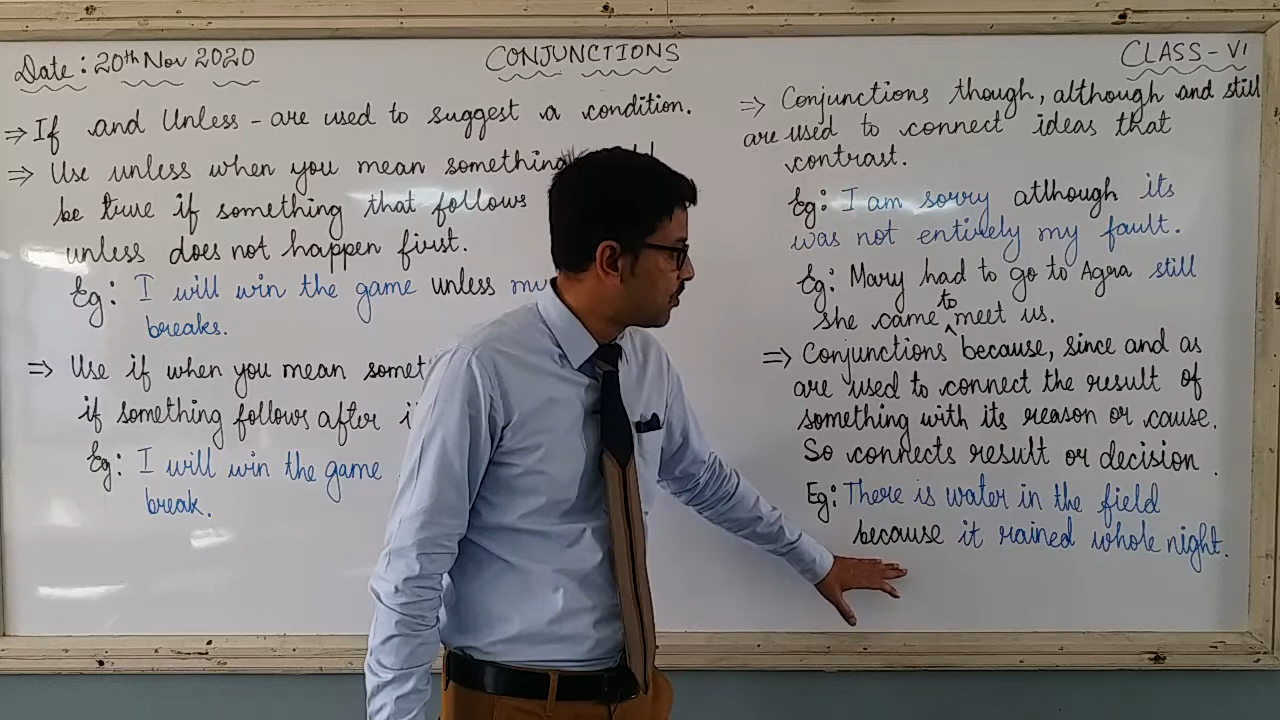 Date: 20th Nov 2020
CONJUNCTIONS
CLASS - VI
⇒ If and Unless - are used to suggest a condition.
⇒ Use unless when you mean something
be true if something that follows
unless does not happen first.
Eg: I will win the game unless
breaks.
⇒ Use if when you mean
if something follows after
Eg: I will win the game
break.
⇒ Conjunctions though, although and still
are used to connect ideas that
contrast.
Eg: I am sorry atlhough its
was not entirely my fault.
Eg: Mary had to go to Agra still
she came to meet us.
⇒ Conjunctions because, since and as
are used to connect the result of
something with its reason or cause.
So connects result or decision.
Eg: There is water in the field
because it rained whole night.